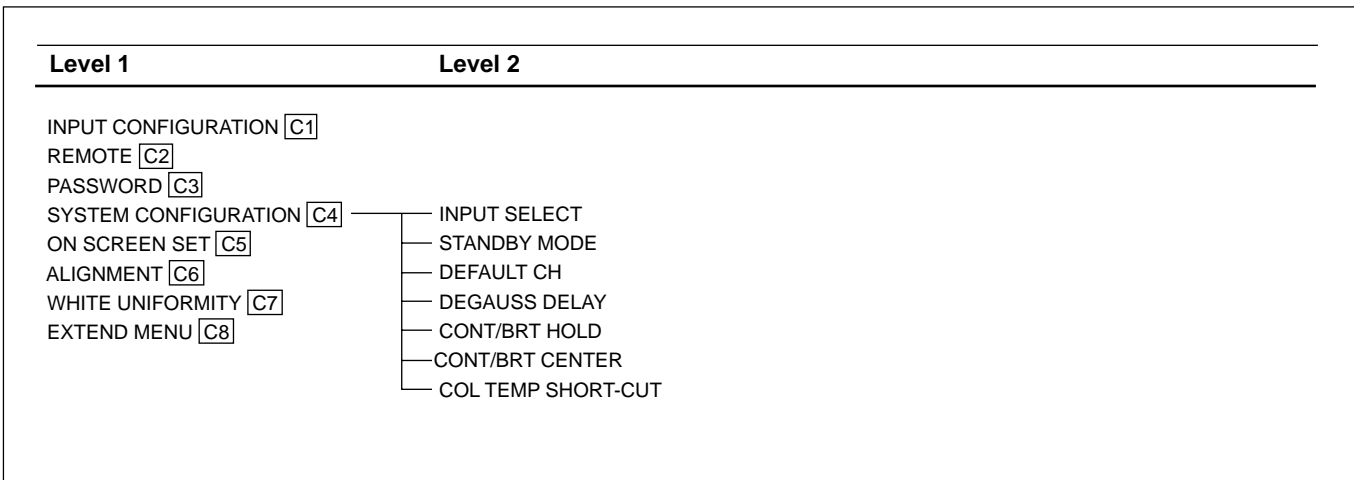 Level 1 Level 2
INPUT CONFIGURATION C1
REMOTE C2
PASSWORD C3
SYSTEM CONFIGURATION C4 INPUT SELECT
ON SCREEN SET C5 STANDBY MODE
ALIGNMENT C6 DEFAULT CH
WHITE UNIFORMITY C7 DEGAUSS DELAY
EXTEND MENU C8 CONT/BRT HOLD
CONT/BRT CENTER
COL TEMP SHORT-CUT